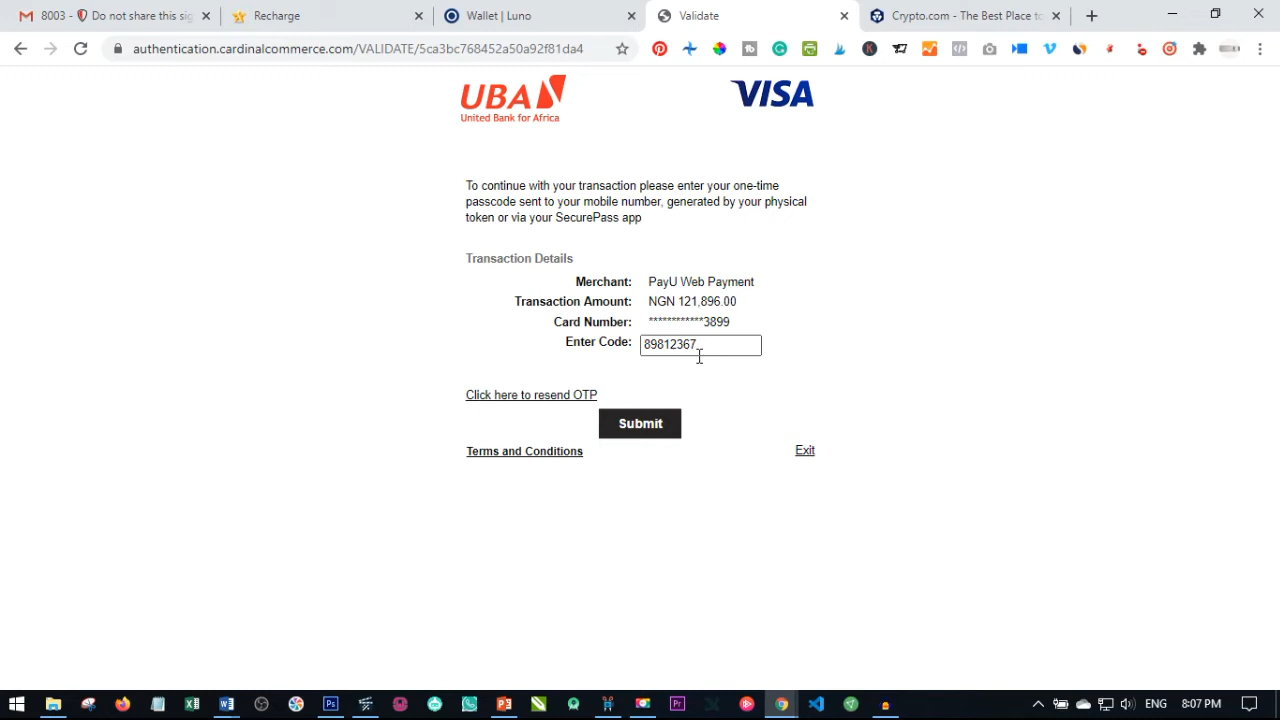 8003 - Do not share this sig
Recharge
Wallet | Luno
Validate
Crypto.com - The Best Place to
authentication.cardinalcommerce.com/VALIDATE/5ca3bc768452a50a92f81da4
UBA
United Bank for Africa
VISA
To continue with your transaction please enter your one-time
passcode sent to your mobile number, generated by your physical
token or via your SecurePass app
Transaction Details
Merchant: PayU Web Payment
Transaction Amount: NGN 121,896.00
Card Number: ************3899
Enter Code: 89812367
Click here to resend OTP
Submit
Terms and Conditions
Exit
ENG
8:07 PM